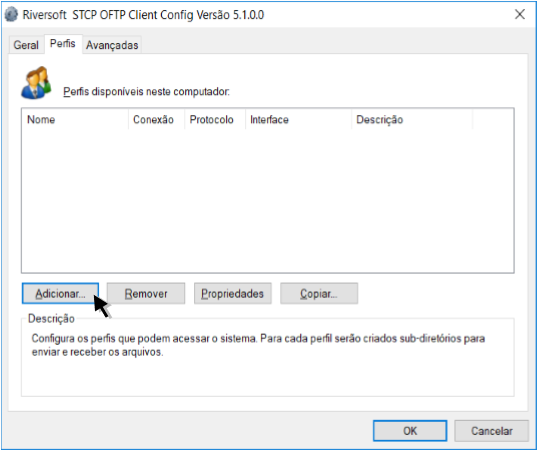 Riversoft STCP OFTP Client Config Versão 5.1.0.0
Geral Perfis Avançadas
Perfis disponíveis neste computador:
Nome Conexão Protocolo Interface Descrição
Adicionar... Remover Propriedades Copiar...
Descrição
Configura os perfis que podem acessar o sistema. Para cada perfil serão criados sub-diretórios para
enviar e receber os arquivos.
OK Cancelar